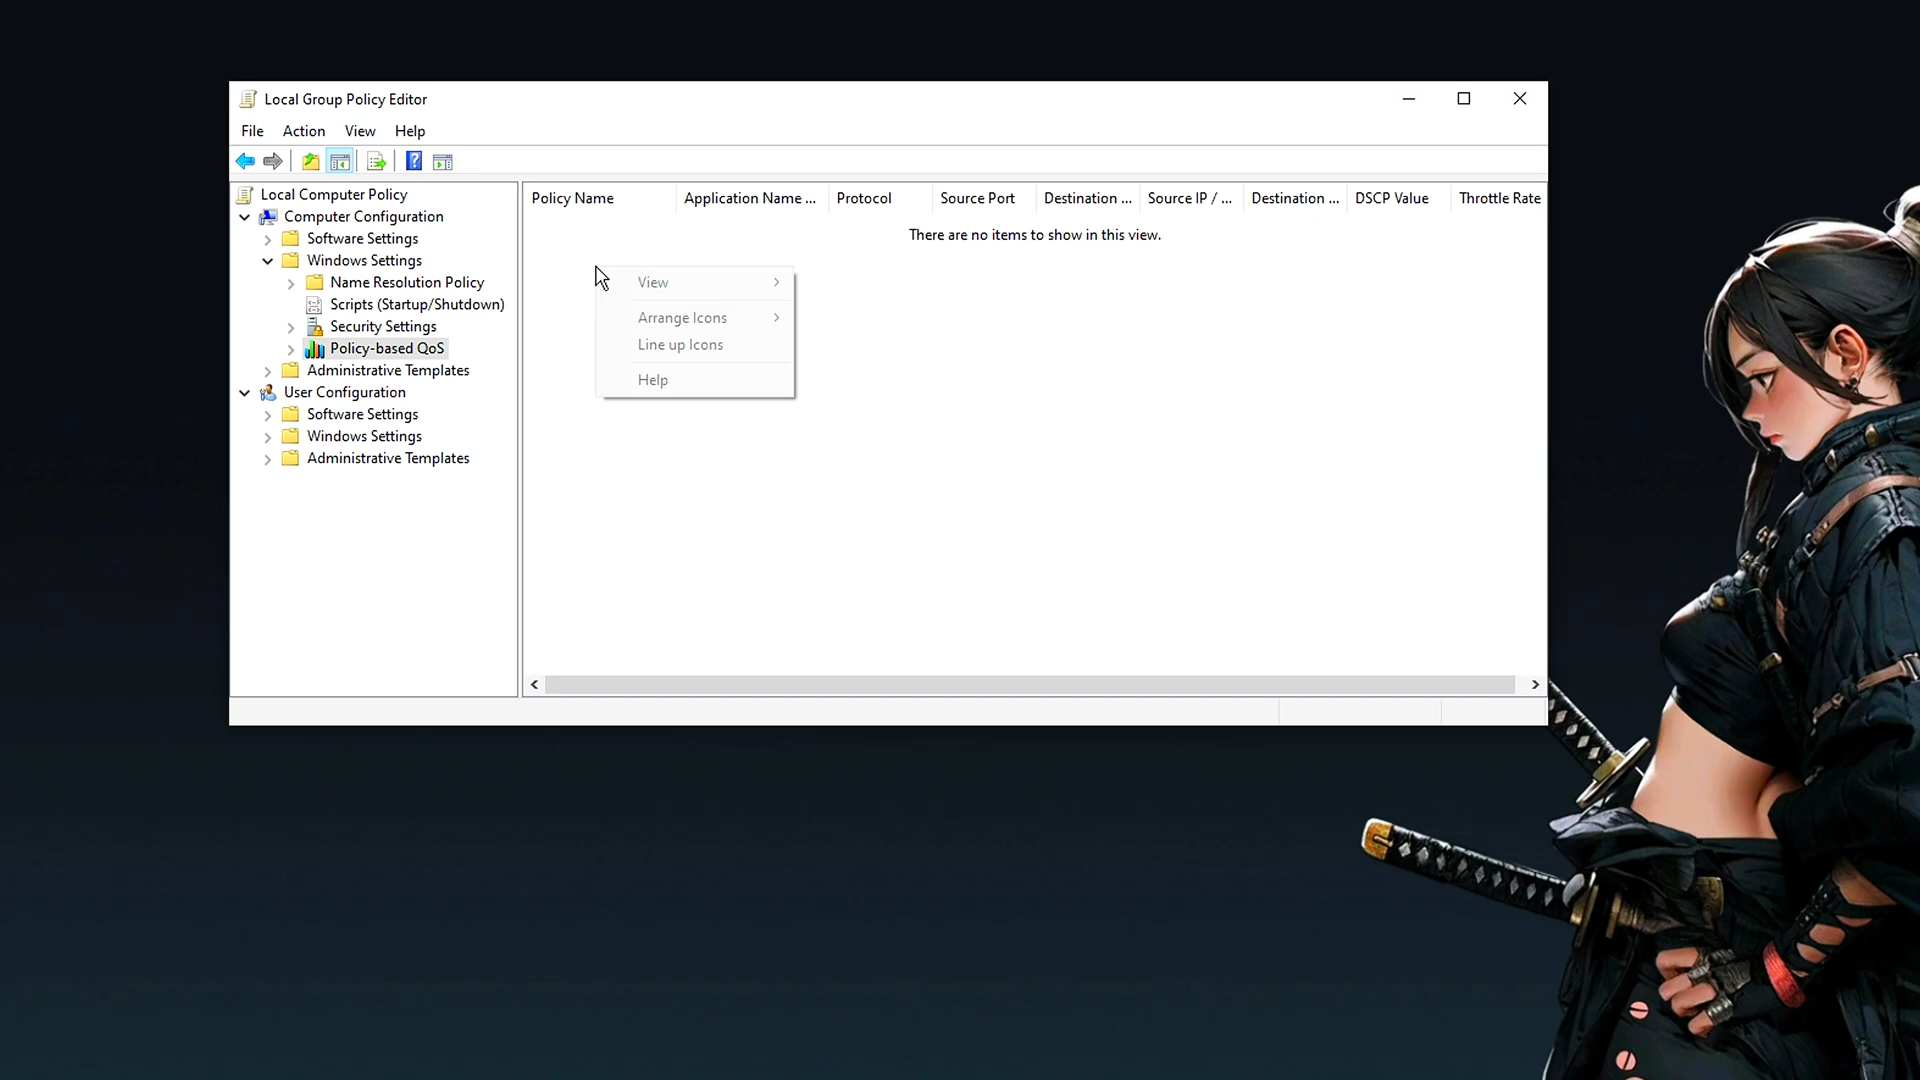 Local Group Policy Editor
File Action View Help
Local Computer Policy
Computer Configuration
Software Settings
Windows Settings
Name Resolution Policy
Scripts (Startup/Shutdown)
Security Settings
Policy-based QoS
Administrative Templates
User Configuration
Software Settings
Windows Settings
Administrative Templates
Policy Name Application Name ... Protocol Source Port Destination ... Source IP / ... Destination ... DSCP Value Throttle Rate
There are no items to show in this view.
View
Arrange Icons
Line up Icons
Help